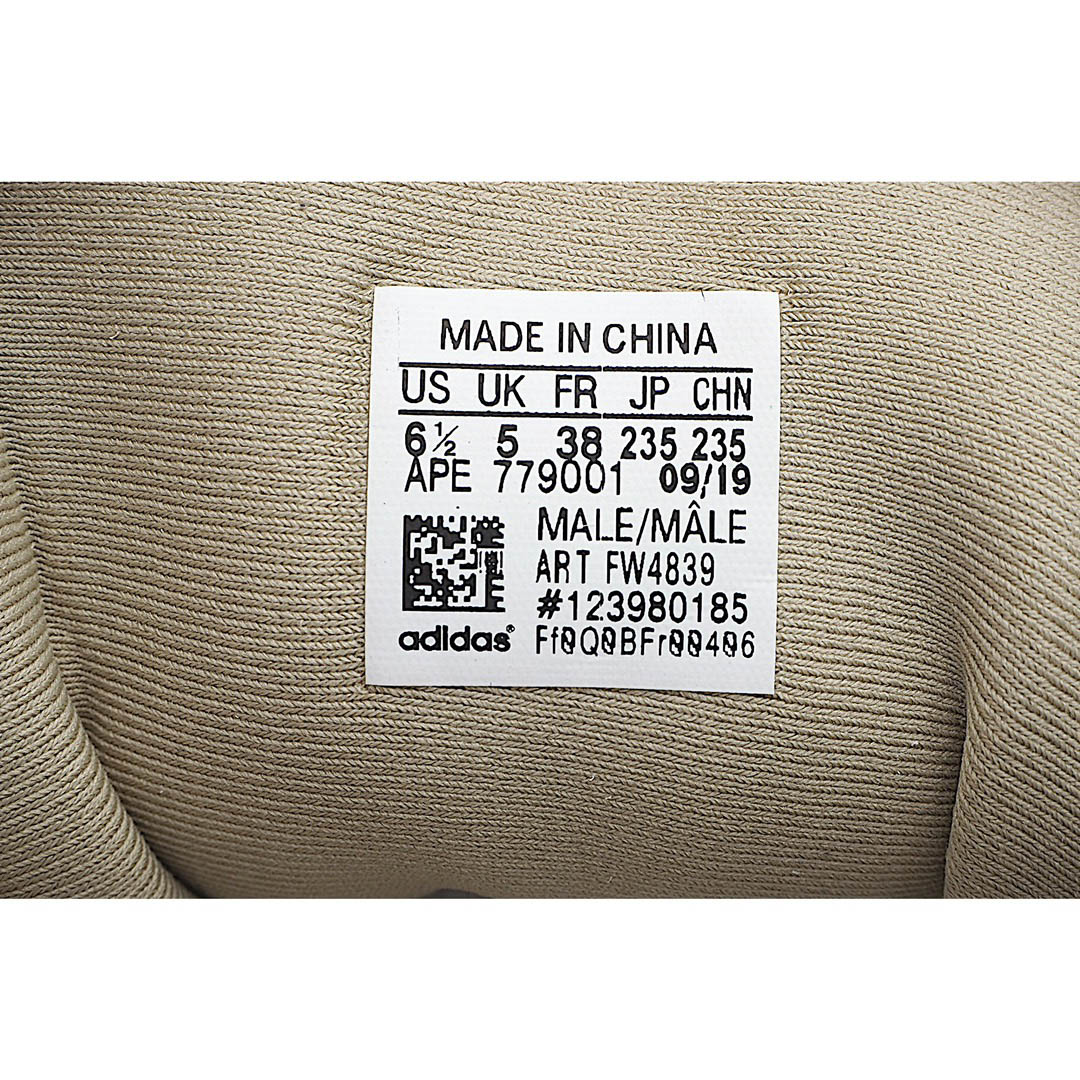 MADE IN CHINA
US UK FR JP CHN
6½ 5 38 235 235
APE 779001 09/19
MALE/MÂLE
ART FW4839
#123980185
adidas® Ff0Q0BFr00406